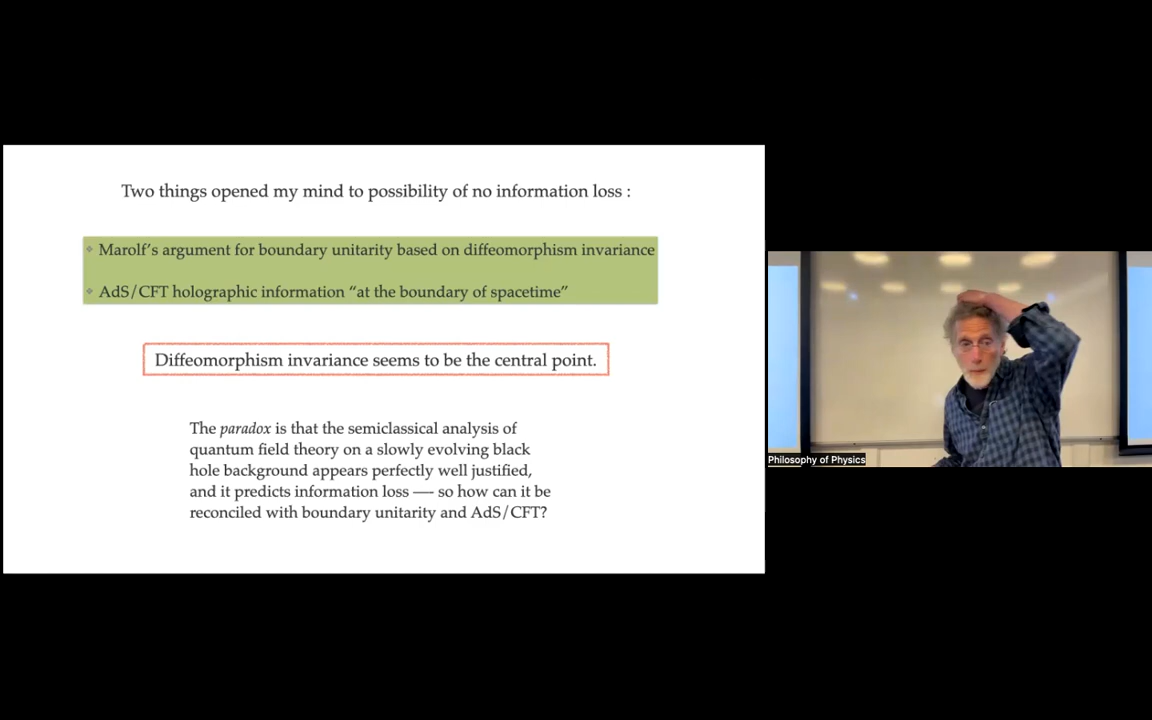 Two things opened my mind to possibility of no information loss :
Marolf's argument for boundary unitarity based on diffeomorphism invariance
AdS/CFT holographic information “at the boundary of spacetime”
Diffeomorphism invariance seems to be the central point.
The paradox is that the semiclassical analysis of
quantum field theory on a slowly evolving black
hole background appears perfectly well justified,
and it predicts information loss — so how can it be
reconciled with boundary unitarity and AdS/CFT?
Philosophy of Physics